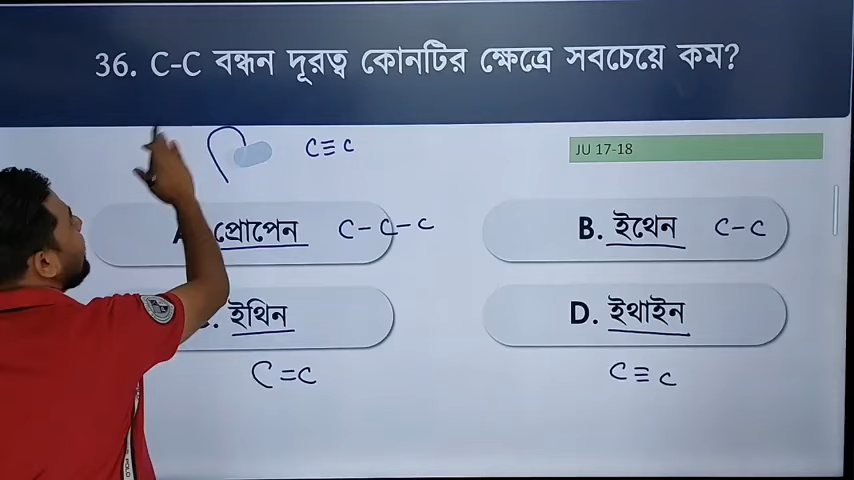 36. C-C বন্ধন দূরত্ব কোনটির ক্ষেত্রে সবচেয়ে কম?
C≡C
JU 17-18
প্রোপেন C-C-C
B. ইথেন C-C
ইথিন
D. ইথাইন
C=C
C≡C